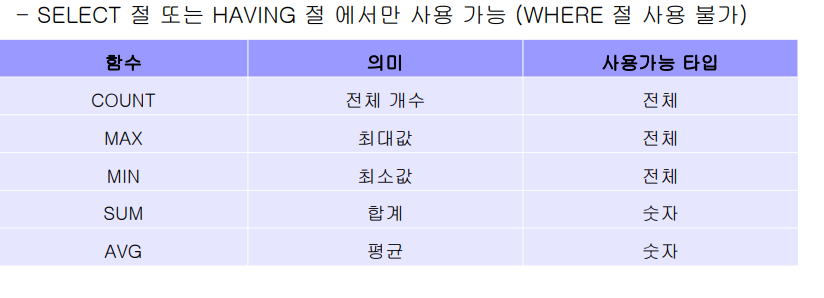 - SELECT 절 또는 HAVING 절 에서만 사용 가능 (WHERE 절 사용 불가)
함수 의미 사용가능 타입
COUNT 전체 개수 전체
MAX 최대값 전체
MIN 최소값 전체
SUM 합계 숫자
AVG 평균 숫자